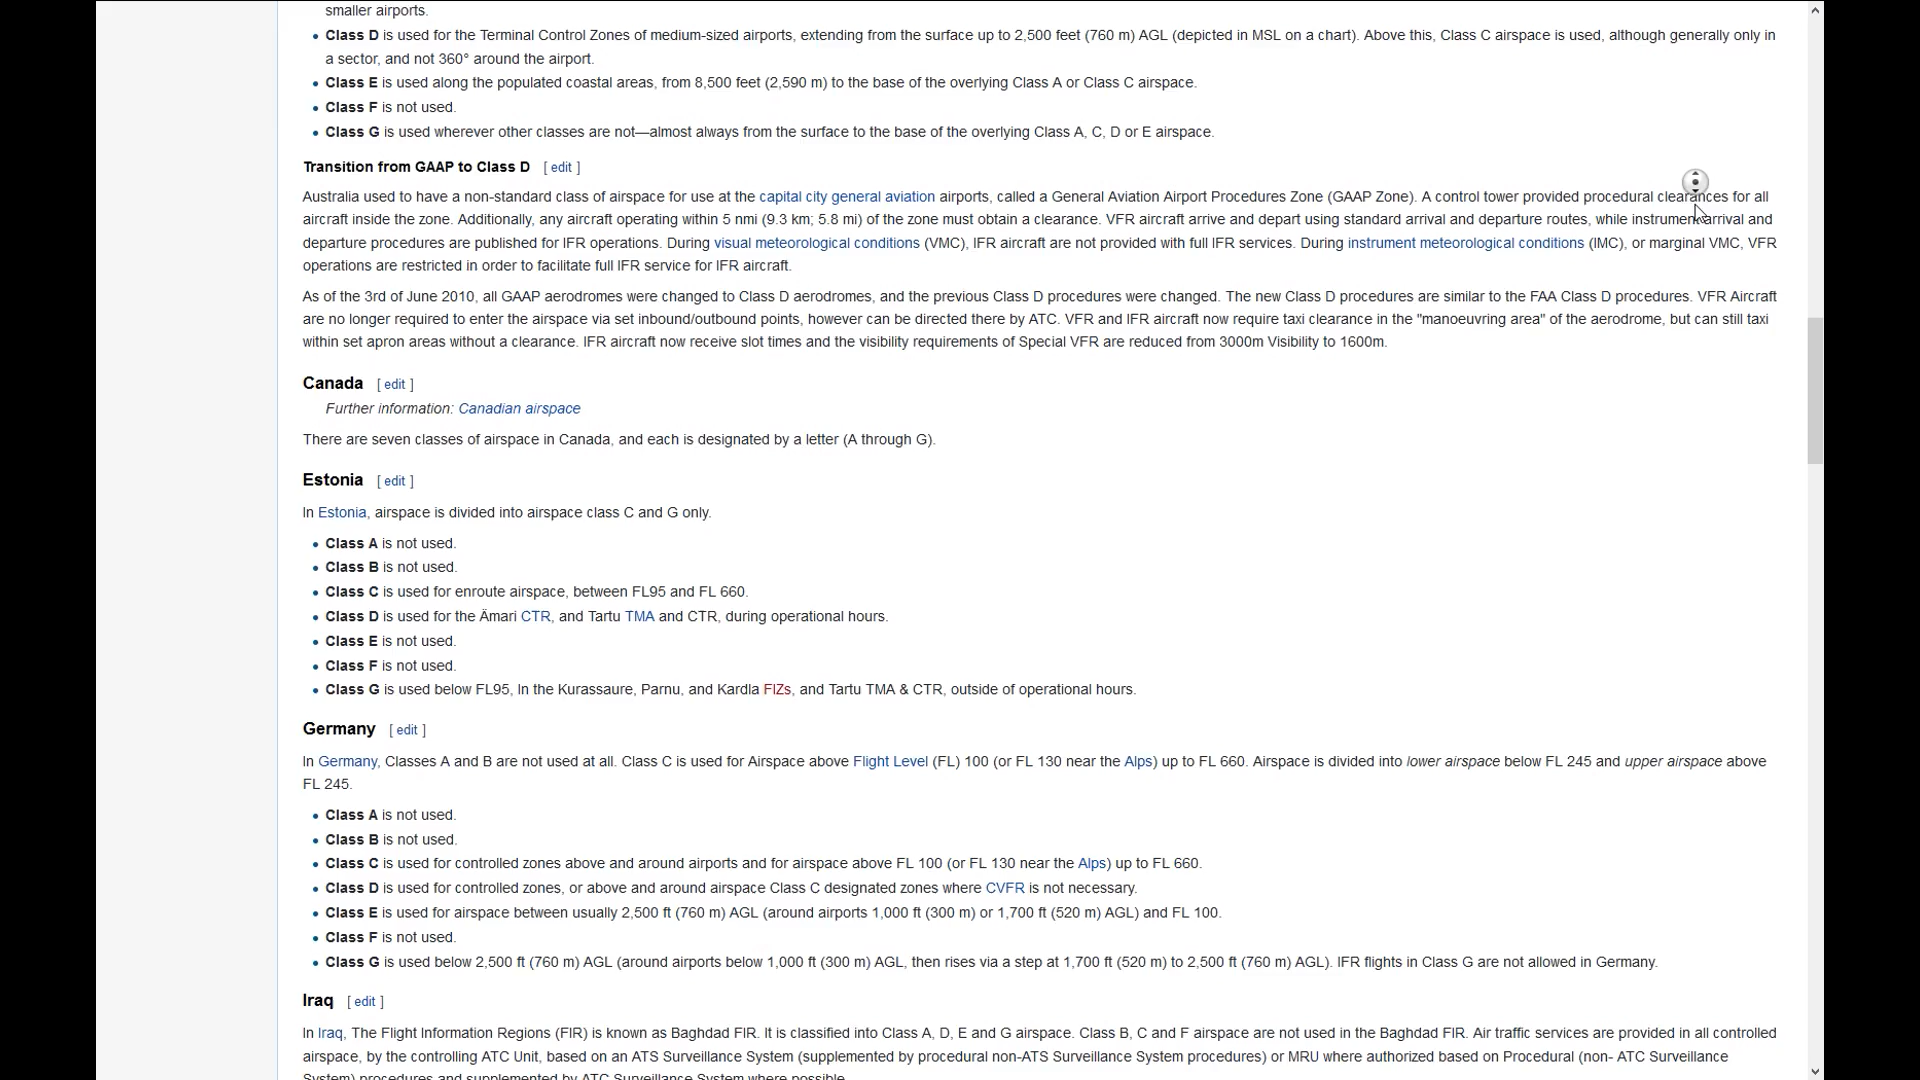 smaller airports.
Class D is used for the Terminal Control Zones of medium-sized airports, extending from the surface up to 2,500 feet (760 m) AGL (depicted in MSL on a chart). Above this, Class C airspace is used, although generally only in
a sector, and not 360° around the airport.
Class E is used along the populated coastal areas, from 8,500 feet (2,590 m) to the base of the overlying Class A or Class C airspace.
Class F is not used.
Class G is used wherever other classes are not—almost always from the surface to the base of the overlying Class A, C, D or E airspace.
Transition from GAAP to Class D [ edit ]
Australia used to have a non-standard class of airspace for use at the capital city general aviation airports, called a General Aviation Airport Procedures Zone (GAAP Zone). A control tower provided procedural clearances for all
aircraft inside the zone. Additionally, any aircraft operating within 5 nmi (9.3 km; 5.8 mi) of the zone must obtain a clearance. VFR aircraft arrive and depart using standard arrival and departure routes, while instrument arrival and
departure procedures are published for IFR operations. During visual meteorological conditions (VMC), IFR aircraft are not provided with full IFR services. During instrument meteorological conditions (IMC), or marginal VMC, VFR
operations are restricted in order to facilitate full IFR service for IFR aircraft.
As of the 3rd of June 2010, all GAAP aerodromes were changed to Class D aerodromes, and the previous Class D procedures were changed. The new Class D procedures are similar to the FAA Class D procedures. VFR Aircraft
are no longer required to enter the airspace via set inbound/outbound points, however can be directed there by ATC. VFR and IFR aircraft now require taxi clearance in the "manoeuvring area" of the aerodrome, but can still taxi
within set apron areas without a clearance. IFR aircraft now receive slot times and the visibility requirements of Special VFR are reduced from 3000m Visibility to 1600m.
Canada [ edit ]
Further information: Canadian airspace
There are seven classes of airspace in Canada, and each is designated by a letter (A through G).
Estonia [ edit ]
In Estonia, airspace is divided into airspace class C and G only.
Class A is not used.
Class B is not used.
Class C is used for enroute airspace, between FL95 and FL 660.
Class D is used for the Ämari CTR, and Tartu TMA and CTR, during operational hours.
Class E is not used.
Class F is not used.
Class G is used below FL95, In the Kurassaure, Parnu, and Kardla FIZs, and Tartu TMA & CTR, outside of operational hours.
Germany [ edit ]
In Germany, Classes A and B are not used at all. Class C is used for Airspace above Flight Level (FL) 100 (or FL 130 near the Alps) up to FL 660. Airspace is divided into lower airspace below FL 245 and upper airspace above
FL 245.
Class A is not used.
Class B is not used.
Class C is used for controlled zones above and around airports and for airspace above FL 100 (or FL 130 near the Alps) up to FL 660.
Class D is used for controlled zones, or above and around airspace Class C designated zones where CVFR is not necessary.
Class E is used for airspace between usually 2,500 ft (760 m) AGL (around airports 1,000 ft (300 m) or 1,700 ft (520 m) AGL) and FL 100.
Class F is not used.
Class G is used below 2,500 ft (760 m) AGL (around airports below 1,000 ft (300 m) AGL, then rises via a step at 1,700 ft (520 m) to 2,500 ft (760 m) AGL). IFR flights in Class G are not allowed in Germany.
Iraq [ edit ]
In Iraq, The Flight Information Regions (FIR) is known as Baghdad FIR. It is classified into Class A, D, E and G airspace. Class B, C and F airspace are not used in the Baghdad FIR. Air traffic services are provided in all controlled
airspace, by the controlling ATC Unit, based on an ATS Surveillance System (supplemented by procedural non-ATS Surveillance System procedures) or MRU where authorized based on Procedural (non- ATC Surveillance
System) procedures and supplemented by ATC Surveillance System where possible.